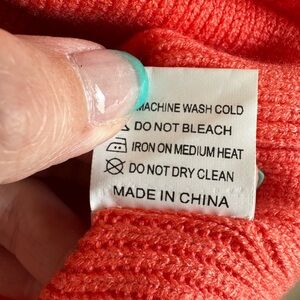 MACHINE WASH COLD
DO NOT BLEACH
IRON ON MEDIUM HEAT
DO NOT DRY CLEAN
MADE IN CHINA